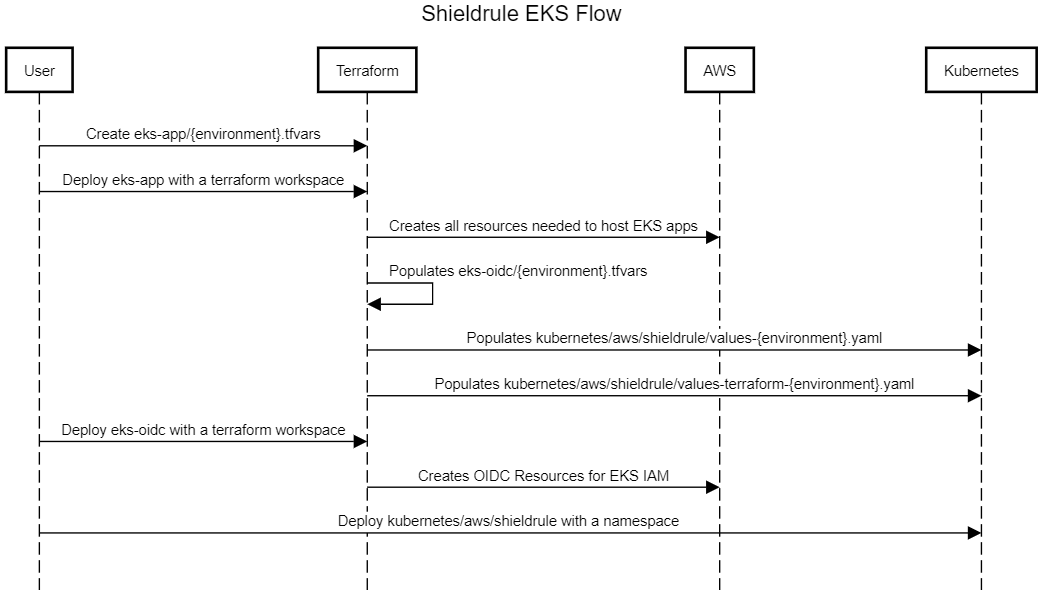 Shieldrule EKS Flow
User
Terraform
AWS
Kubernetes
Create eks-app/{environment}.tfvars
Deploy eks-app with a terraform workspace
Creates all resources needed to host EKS apps
Populates eks-oidc/{environment}.tfvars
Populates kubernetes/aws/shieldrule/values-{environment}.yaml
Populates kubernetes/aws/shieldrule/values-terraform-{environment}.yaml
Deploy eks-oidc with a terraform workspace
Creates OIDC Resources for EKS IAM
Deploy kubernetes/aws/shieldrule with a namespace